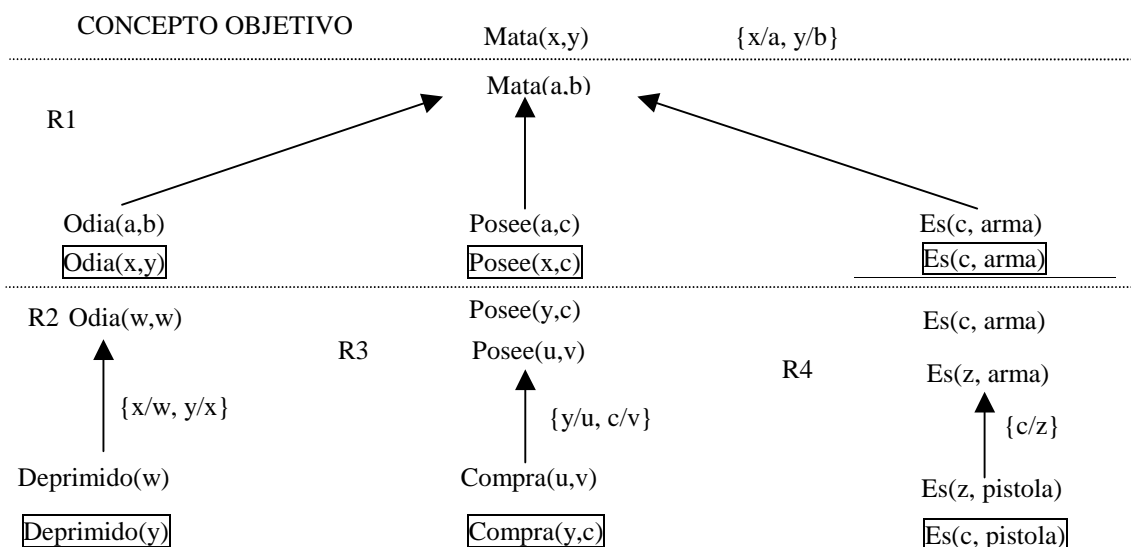 CONCEPTO OBJETIVO
Mata(x,y) {x/a, y/b}
Mata(a,b)
R1
Odia(a,b) Posee(a,c) Es(c, arma)
Odia(x,y) Posee(x,c) Es(c, arma)
R2 Odia(w,w) Posee(y,c) Es(c, arma)
R3 Posee(u,v) R4 Es(z, arma)
{x/w, y/x} {y/u, c/v} {c/z}
Deprimido(w) Compra(u,v) Es(z, pistola)
Deprimido(y) Compra(y,c) Es(c, pistola)